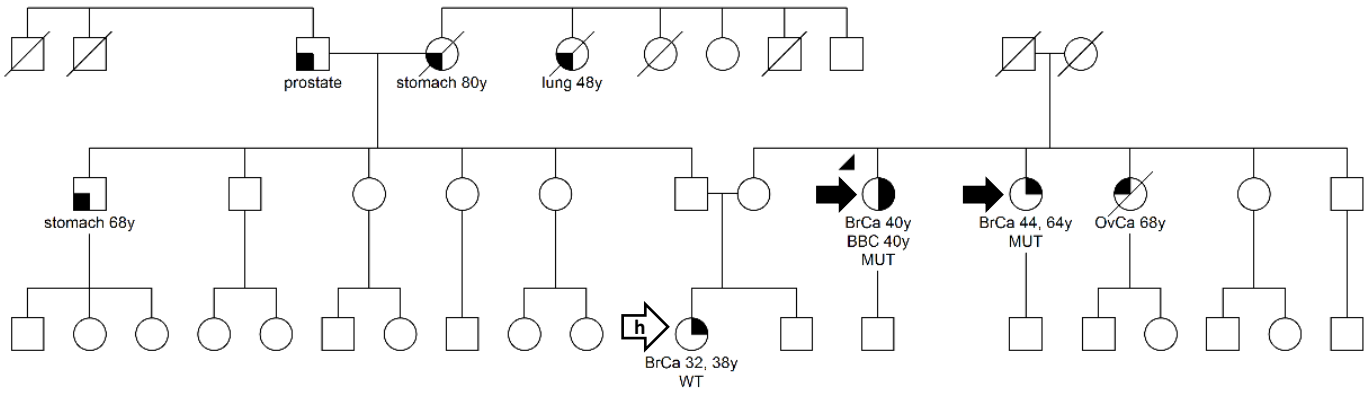 prostate
stomach 80y
lung 48y
stomach 68y
BrCa 40y
BBC 40y
MUT
BrCa 44, 64y
MUT
OvCa 68y
h
BrCa 32, 38y
WT